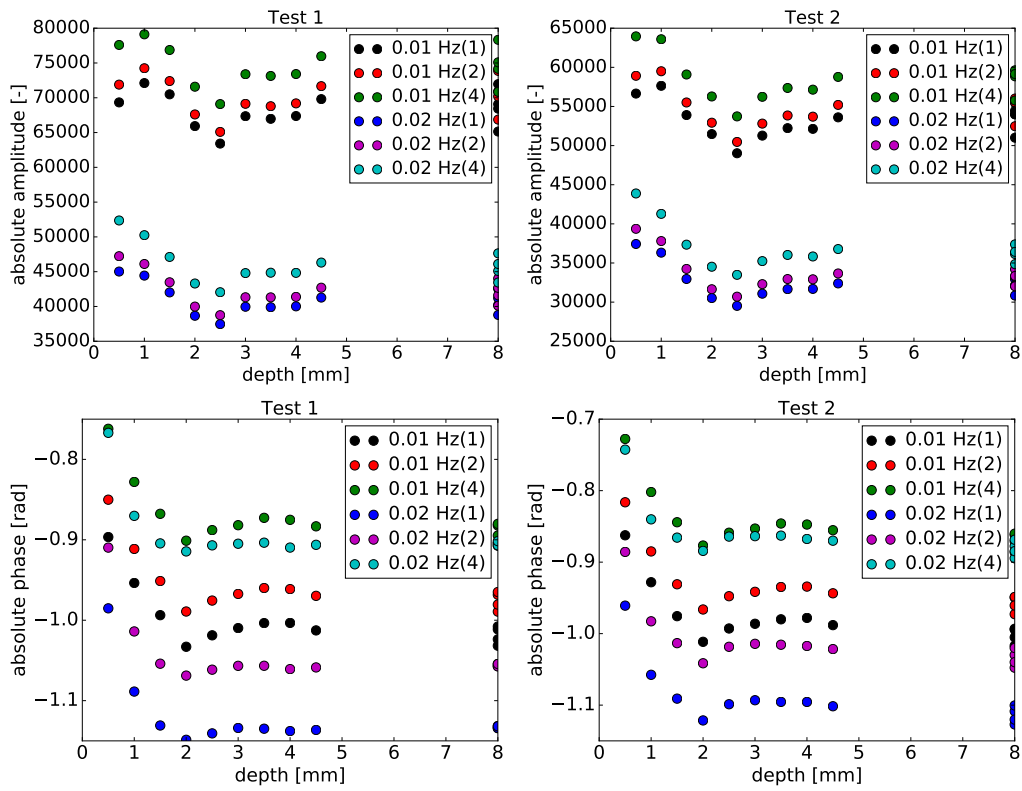 Test 1
80000
75000
70000
65000
60000
55000
50000
45000
40000
35000
absolute amplitude [-]
0 1 2 3 4 5 6 7 8
depth [mm]
0.01 Hz(1)
0.01 Hz(2)
0.01 Hz(4)
0.02 Hz(1)
0.02 Hz(2)
0.02 Hz(4)
Test 2
65000
60000
55000
50000
45000
40000
35000
30000
25000
absolute amplitude [-]
0 1 2 3 4 5 6 7 8
depth [mm]
0.01 Hz(1)
0.01 Hz(2)
0.01 Hz(4)
0.02 Hz(1)
0.02 Hz(2)
0.02 Hz(4)
Test 1
−0.8
−0.9
−1.0
−1.1
absolute phase [rad]
0 1 2 3 4 5 6 7 8
depth [mm]
0.01 Hz(1)
0.01 Hz(2)
0.01 Hz(4)
0.02 Hz(1)
0.02 Hz(2)
0.02 Hz(4)
Test 2
−0.7
−0.8
−0.9
−1.0
−1.1
absolute phase [rad]
0 1 2 3 4 5 6 7 8
depth [mm]
0.01 Hz(1)
0.01 Hz(2)
0.01 Hz(4)
0.02 Hz(1)
0.02 Hz(2)
0.02 Hz(4)